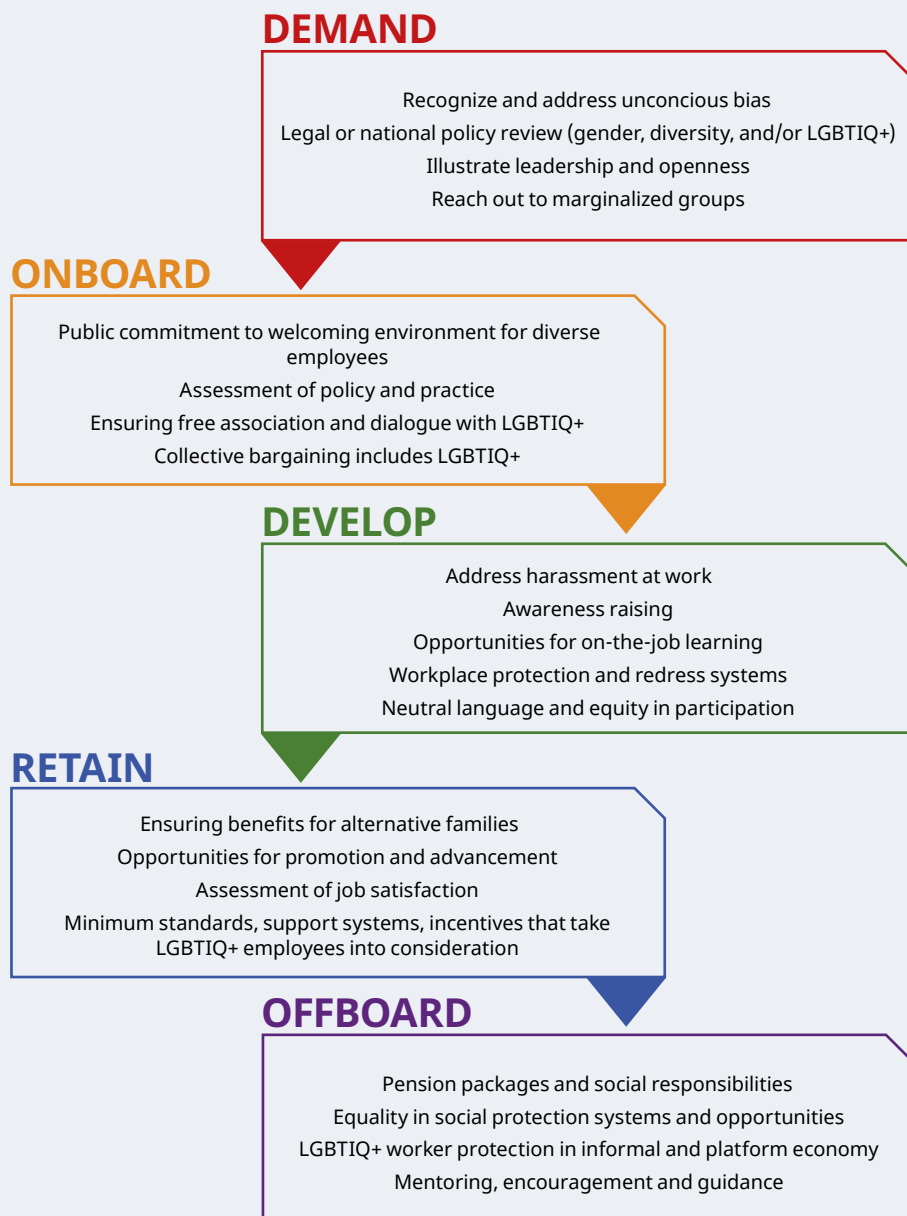 DEMAND
Recognize and address unconcious bias
Legal or national policy review (gender, diversity, and/or LGBTIQ+)
Illustrate leadership and openness
Reach out to marginalized groups
ONBOARD
Public commitment to welcoming environment for diverse
employees
Assessment of policy and practice
Ensuring free association and dialogue with LGBTIQ+
Collective bargaining includes LGBTIQ+
DEVELOP
Address harassment at work
Awareness raising
Opportunities for on-the-job learning
Workplace protection and redress systems
Neutral language and equity in participation
RETAIN
Ensuring benefits for alternative families
Opportunities for promotion and advancement
Assessment of job satisfaction
Minimum standards, support systems, incentives that take
LGBTIQ+ employees into consideration
OFFBOARD
Pension packages and social responsibilities
Equality in social protection systems and opportunities
LGBTIQ+ worker protection in informal and platform economy
Mentoring, encouragement and guidance